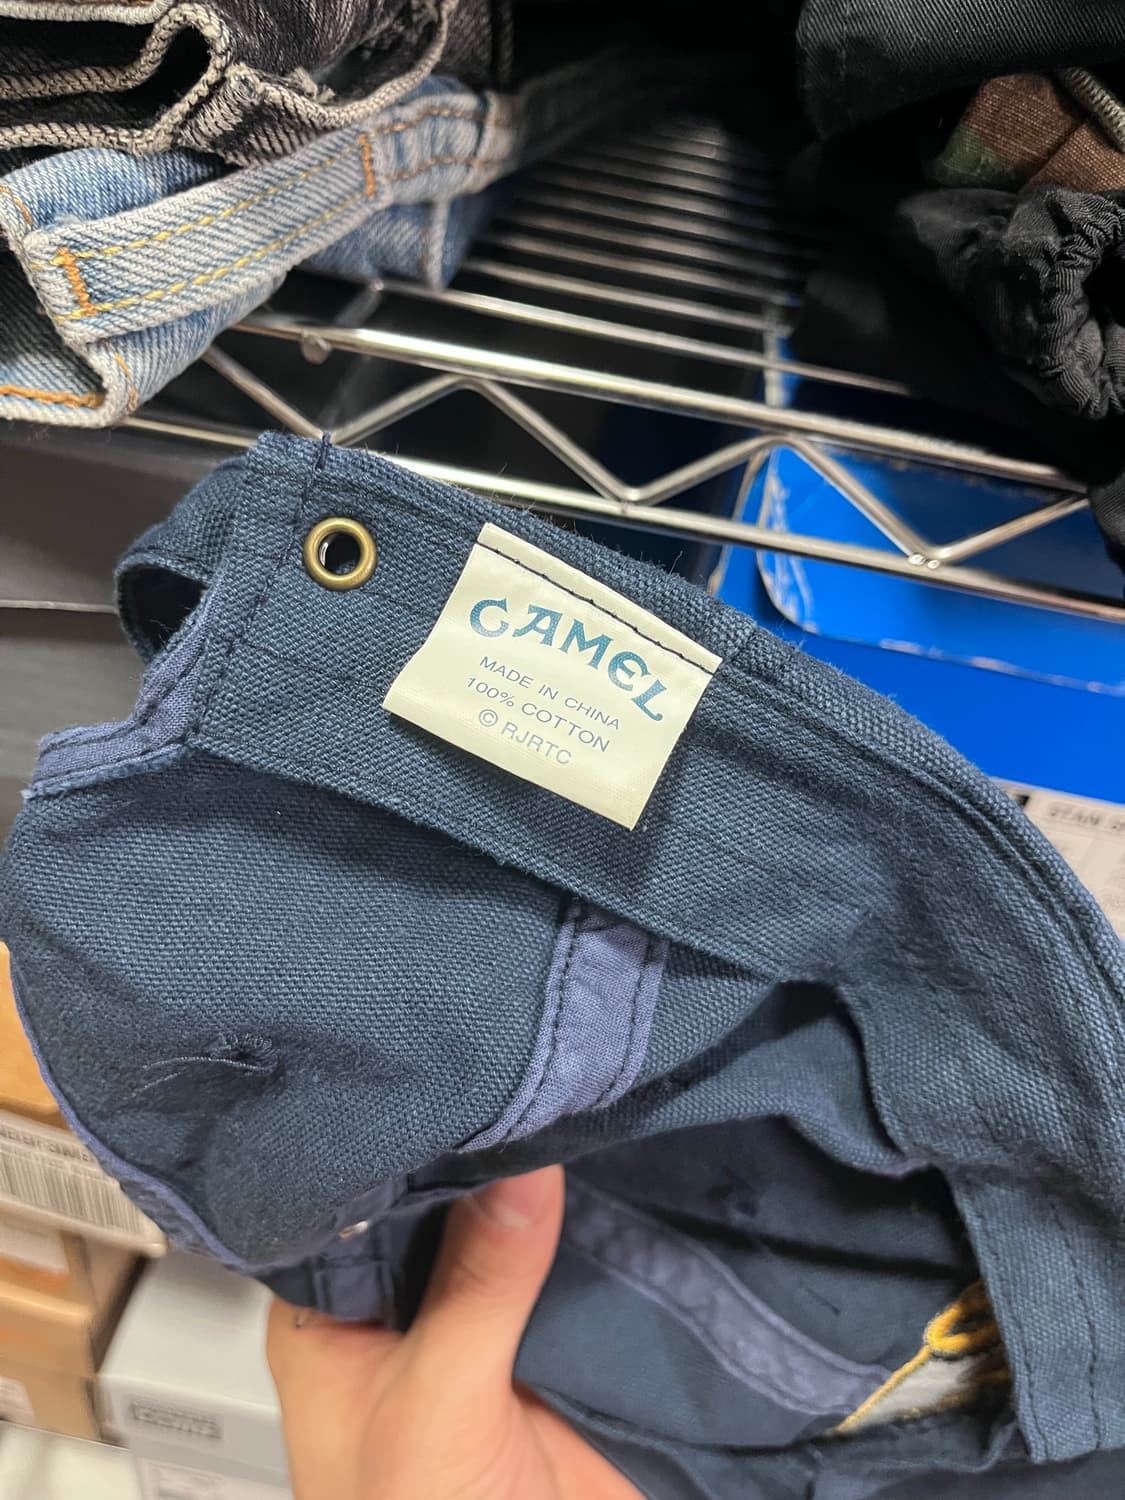 CAMEL
MADE IN CHINA
100% COTTON
© RJRTC